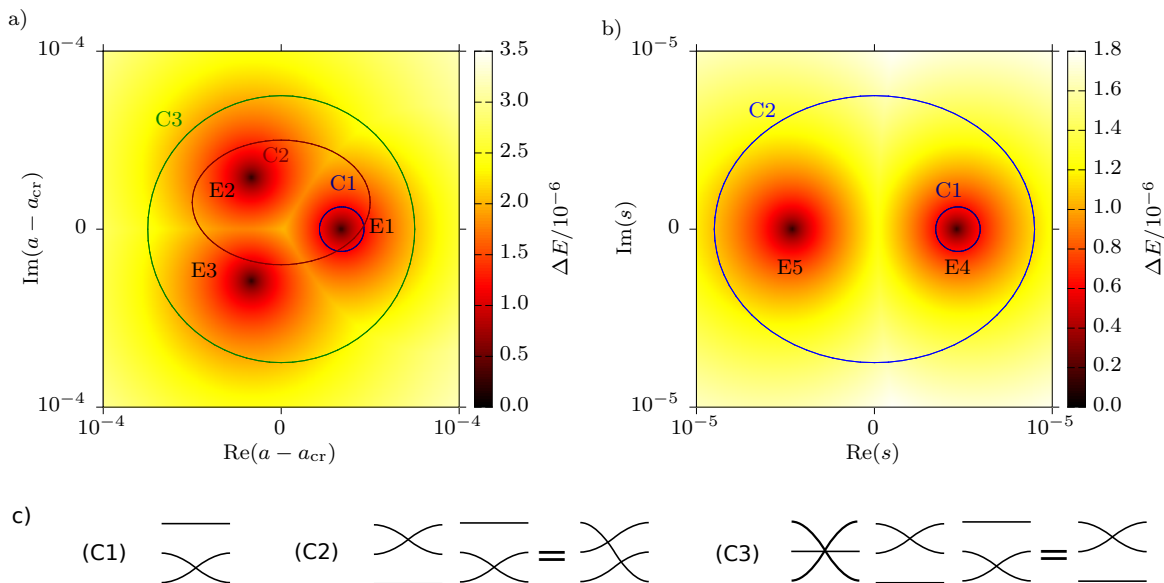 a)
10⁻⁴
0
10⁻⁴
Im(a − a_cr)
C3
C2
C1
E2
E1
E3
10⁻⁴
0
10⁻⁴
Re(a − a_cr)
3.5
3.0
2.5
2.0
1.5
1.0
0.5
0.0
ΔE/10⁻⁶
b)
10⁻⁵
0
10⁻⁵
Im(s)
C2
C1
E5
E4
10⁻⁵
0
10⁻⁵
Re(s)
1.8
1.6
1.4
1.2
1.0
0.8
0.6
0.4
0.2
0.0
ΔE/10⁻⁶
c)
(C1)
(C2)
=
(C3)
=